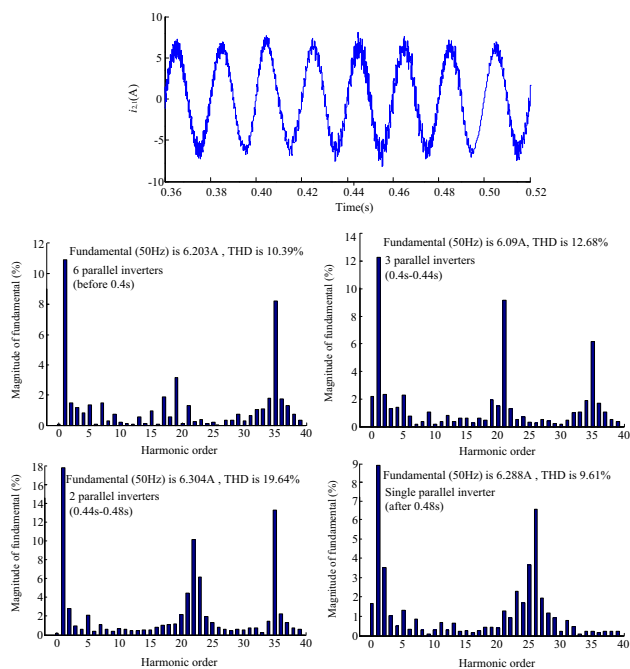 10
5
0
-5
-10
i21(A)
0.36 0.38 0.40 0.42 0.44 0.46 0.48 0.50 0.52
Time(s)
12
10
8
6
4
2
0
Magnitude of fundamental (%)
Fundamental (50Hz) is 6.203A , THD is 10.39%
6 parallel inverters
(before 0.4s)
0 5 10 15 20 25 30 35 40
Harmonic order
14
12
10
8
6
4
2
0
Magnitude of fundamental (%)
Fundamental (50Hz) is 6.09A, THD is 12.68%
3 parallel inverters
(0.4s-0.44s)
0 5 10 15 20 25 30 35 40
Harmonic order
18
16
14
12
10
8
6
4
2
0
Magnitude of fundamental (%)
Fundamental (50Hz) is 6.304A, THD is 19.64%
2 parallel inverters
(0.44s-0.48s)
0 5 10 15 20 25 30 35 40
Harmonic order
9
8
7
6
5
4
3
2
1
0
Magnitude of fundamental (%)
Fundamental (50Hz) is 6.288A , THD is 9.61%
Single parallel inverter
(after 0.48s)
0 5 10 15 20 25 30 35 40
Harmonic order